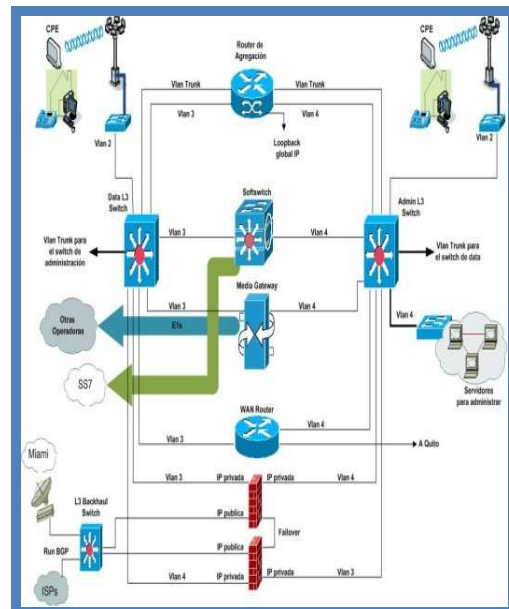 CPE
CPE
Router de
Agregación
Vlan Trunk
Vlan Trunk
Vlan 3
Vlan 4
Vlan 2
Vlan 2
Loopback
global IP
Data L3
Switch
Softswitch
Admin L3
Switch
Vlan 3
Vlan 4
Vlan Trunk para
el switch de
administración
Vlan Trunk para
el switch de data
Media Gateway
Vlan 3
Vlan 4
Vlan 4
Otras
Operadoras
E1s
SS7
Servidores
para administrar
WAN Router
Vlan 3
Vlan 4
A Quito
Miami
Vlan 3
IP privada
IP privada
Vlan 4
L3 Backhaul
Switch
IP publica
Failover
Run BGP
IP publica
ISPs
Vlan 4
IP privada
IP privada
Vlan 3